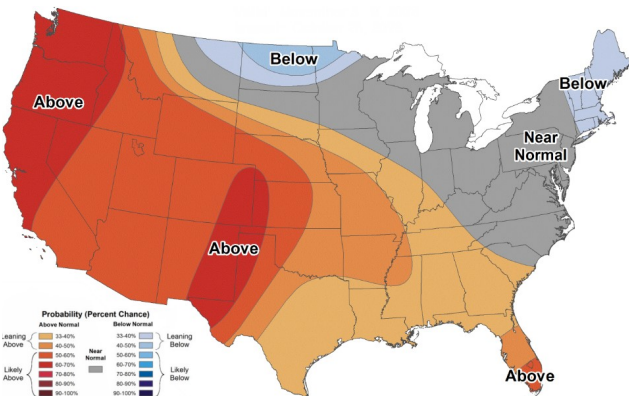 Below
Below
Above
Near
Normal
Above
Above
Probability (Percent Chance)
Above Normal
Below Normal
Leaning
Above
Likely
Above
33-40%
40-50%
50-60%
60-70%
70-80%
80-90%
90-100%
Near
Normal
33-40%
40-50%
50-60%
60-70%
70-80%
80-90%
90-100%
Leaning
Below
Likely
Below